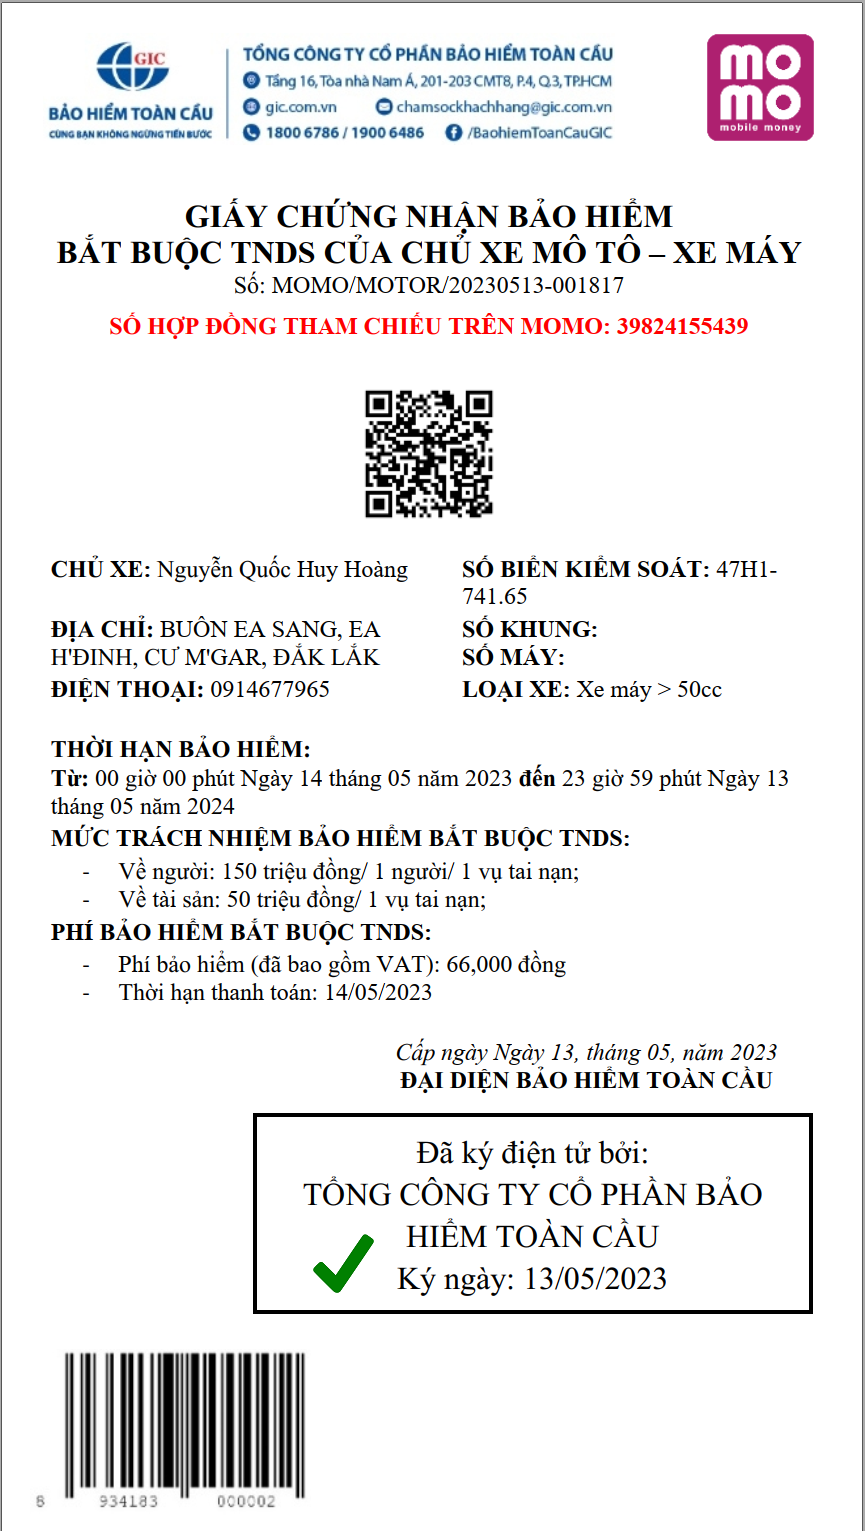 GIC
BẢO HIỂM TOÀN CẦU
CÙNG BẠN KHÔNG NGỪNG TIẾN BƯỚC
TỔNG CÔNG TY CỔ PHẦN BẢO HIỂM TOÀN CẦU
Tầng 16, Tòa nhà Nam Á, 201-203 CMT8, P.4, Q.3, TP.HCM
gic.com.vn chamsockhachhang@gic.com.vn
1800 6786 / 1900 6486 /BaohiemToanCauGIC
mo
mo
mobile money
GIẤY CHỨNG NHẬN BẢO HIỂM
BẮT BUỘC TNDS CỦA CHỦ XE MÔ TÔ – XE MÁY
Số: MOMO/MOTOR/20230513-001817
SỐ HỢP ĐỒNG THAM CHIẾU TRÊN MOMO: 39824155439
CHỦ XE: Nguyễn Quốc Huy Hoàng
SỐ BIỂN KIỂM SOÁT: 47H1-
741.65
ĐỊA CHỈ: BUÔN EA SANG, EA
H'ĐINH, CƯ M'GAR, ĐẮK LẮK
SỐ KHUNG:
SỐ MÁY:
ĐIỆN THOẠI: 0914677965
LOẠI XE: Xe máy > 50cc
THỜI HẠN BẢO HIỂM:
Từ: 00 giờ 00 phút Ngày 14 tháng 05 năm 2023 đến 23 giờ 59 phút Ngày 13
tháng 05 năm 2024
MỨC TRÁCH NHIỆM BẢO HIỂM BẮT BUỘC TNDS:
- Về người: 150 triệu đồng/ 1 người/ 1 vụ tai nạn;
- Về tài sản: 50 triệu đồng/ 1 vụ tai nạn;
PHÍ BẢO HIỂM BẮT BUỘC TNDS:
- Phí bảo hiểm (đã bao gồm VAT): 66,000 đồng
- Thời hạn thanh toán: 14/05/2023
Cấp ngày Ngày 13, tháng 05, năm 2023
ĐẠI DIỆN BẢO HIỂM TOÀN CẦU
Đã ký điện tử bởi:
TỔNG CÔNG TY CỔ PHẦN BẢO
HIỂM TOÀN CẦU
Ký ngày: 13/05/2023
8 934183 000002